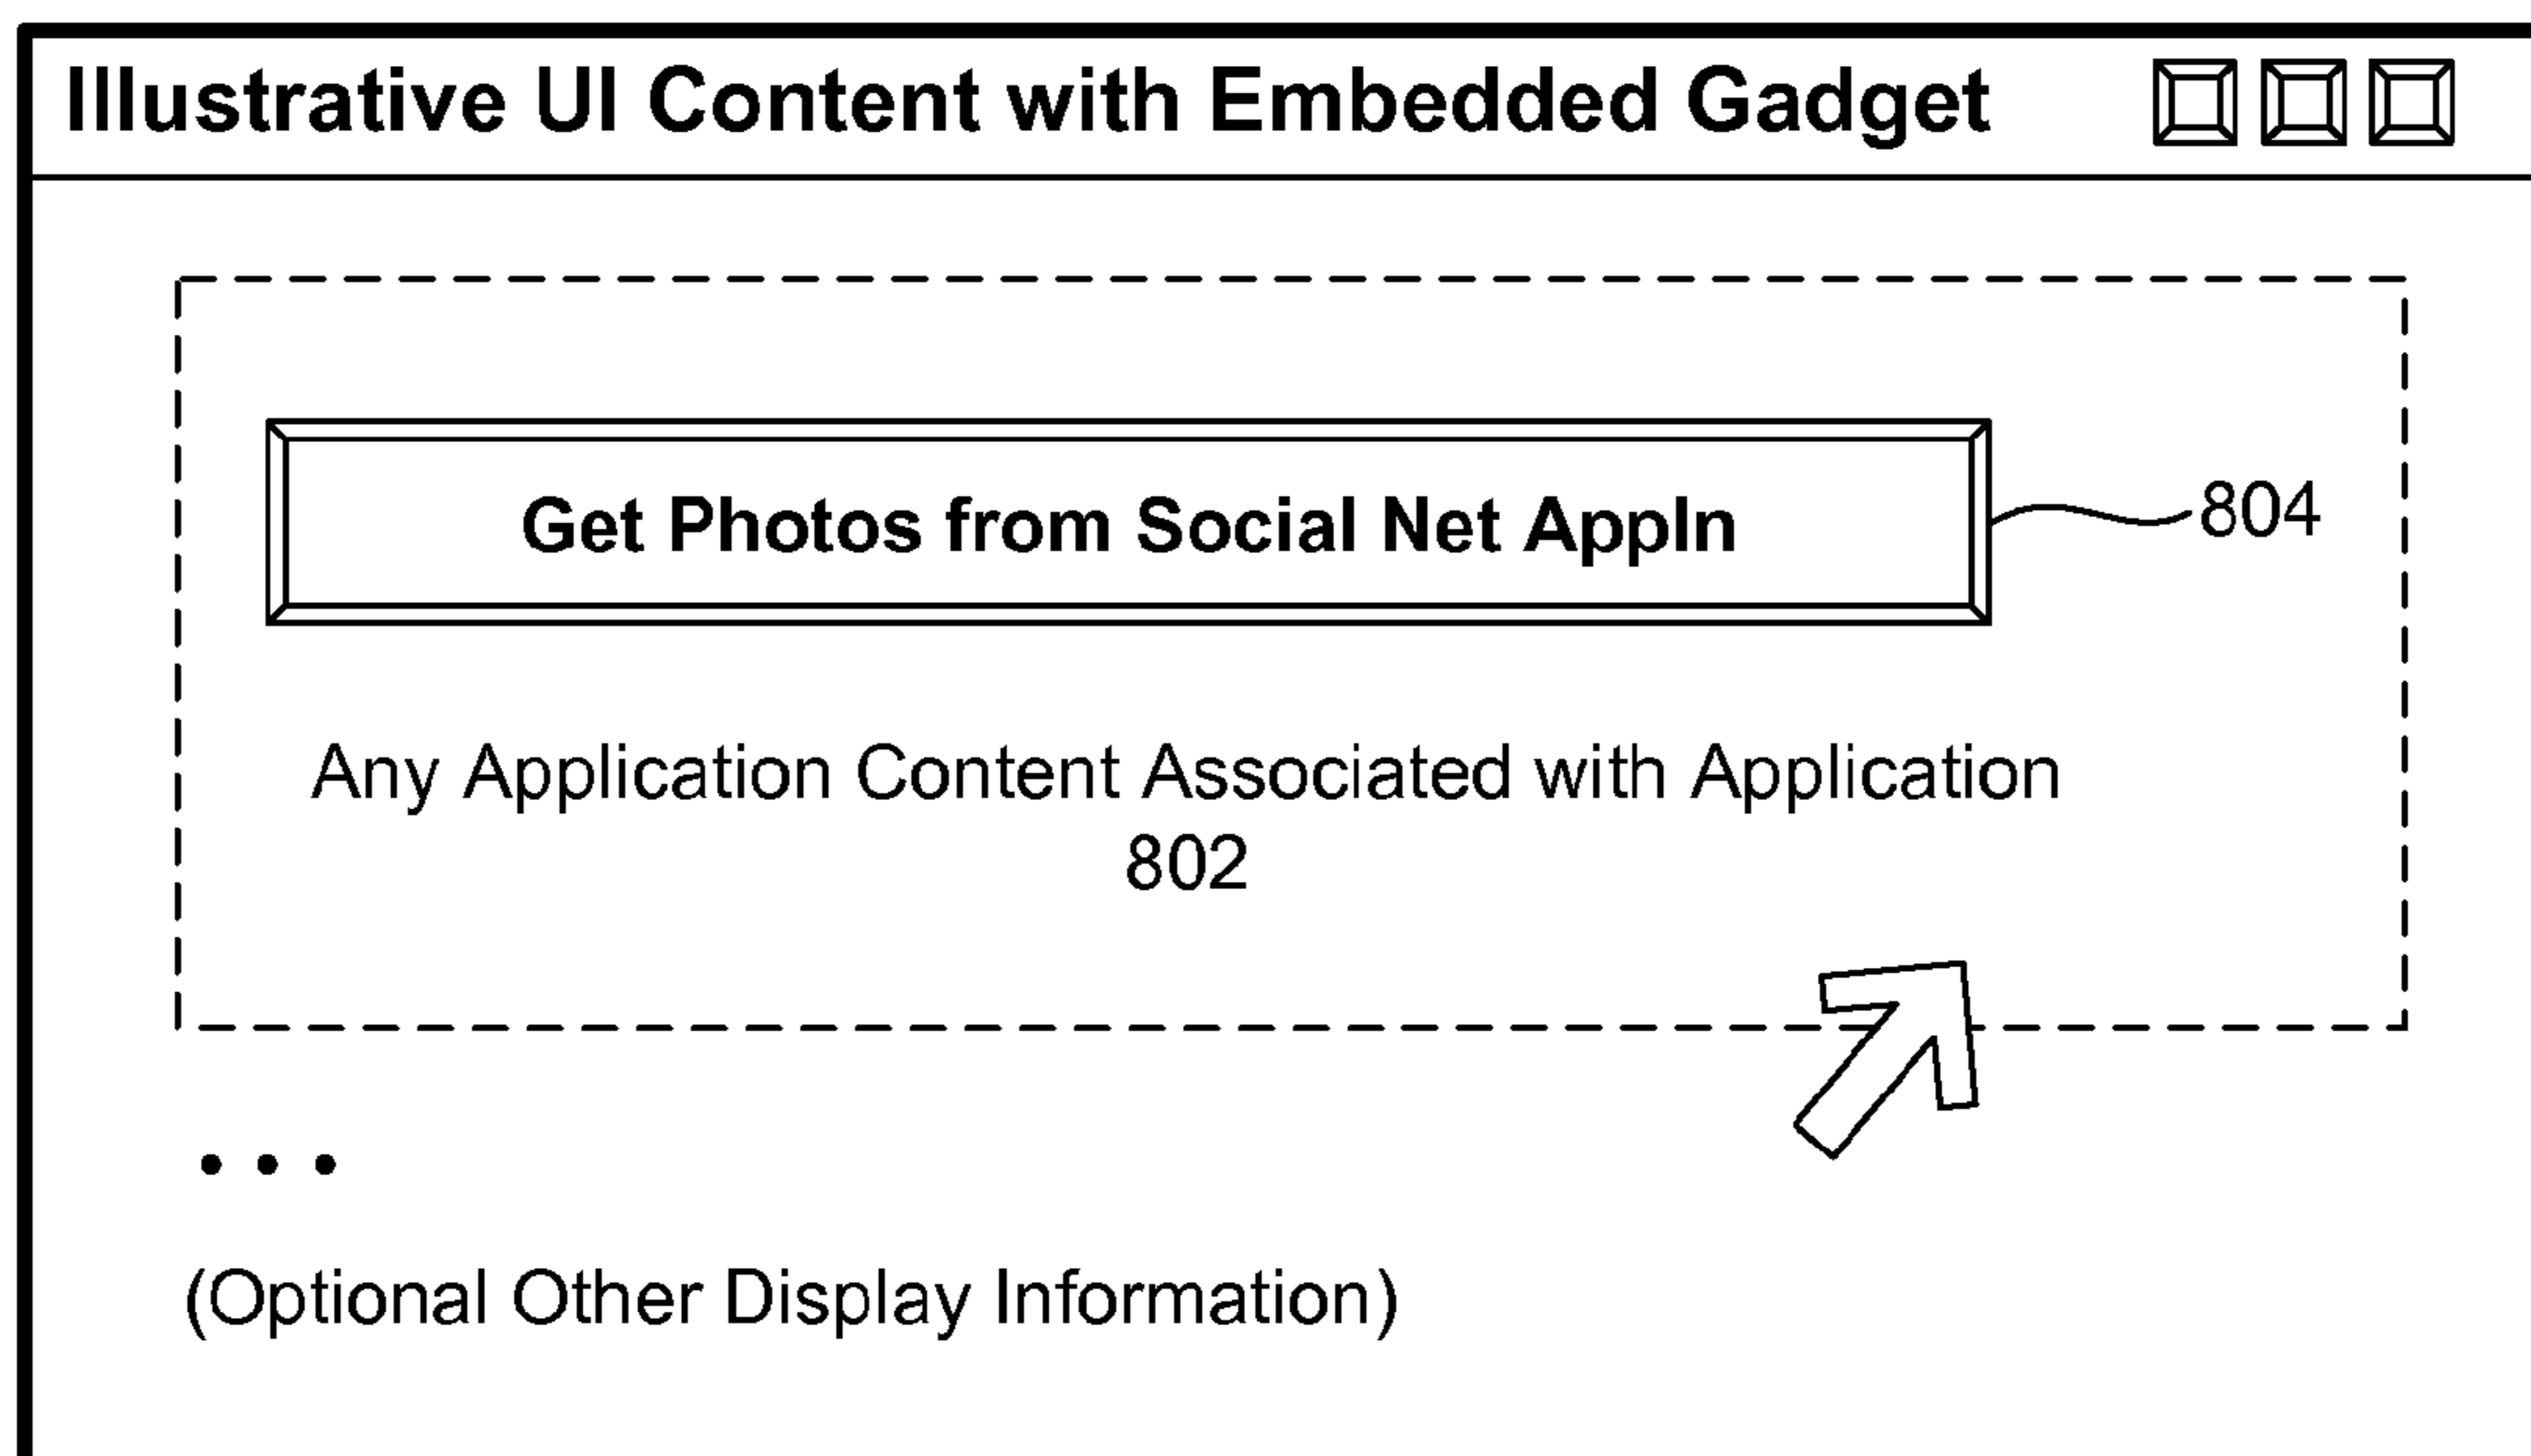 Illustrative UI Content with Embedded Gadget
Get Photos from Social Net Appln
804
Any Application Content Associated with Application
802
• • •
(Optional Other Display Information)